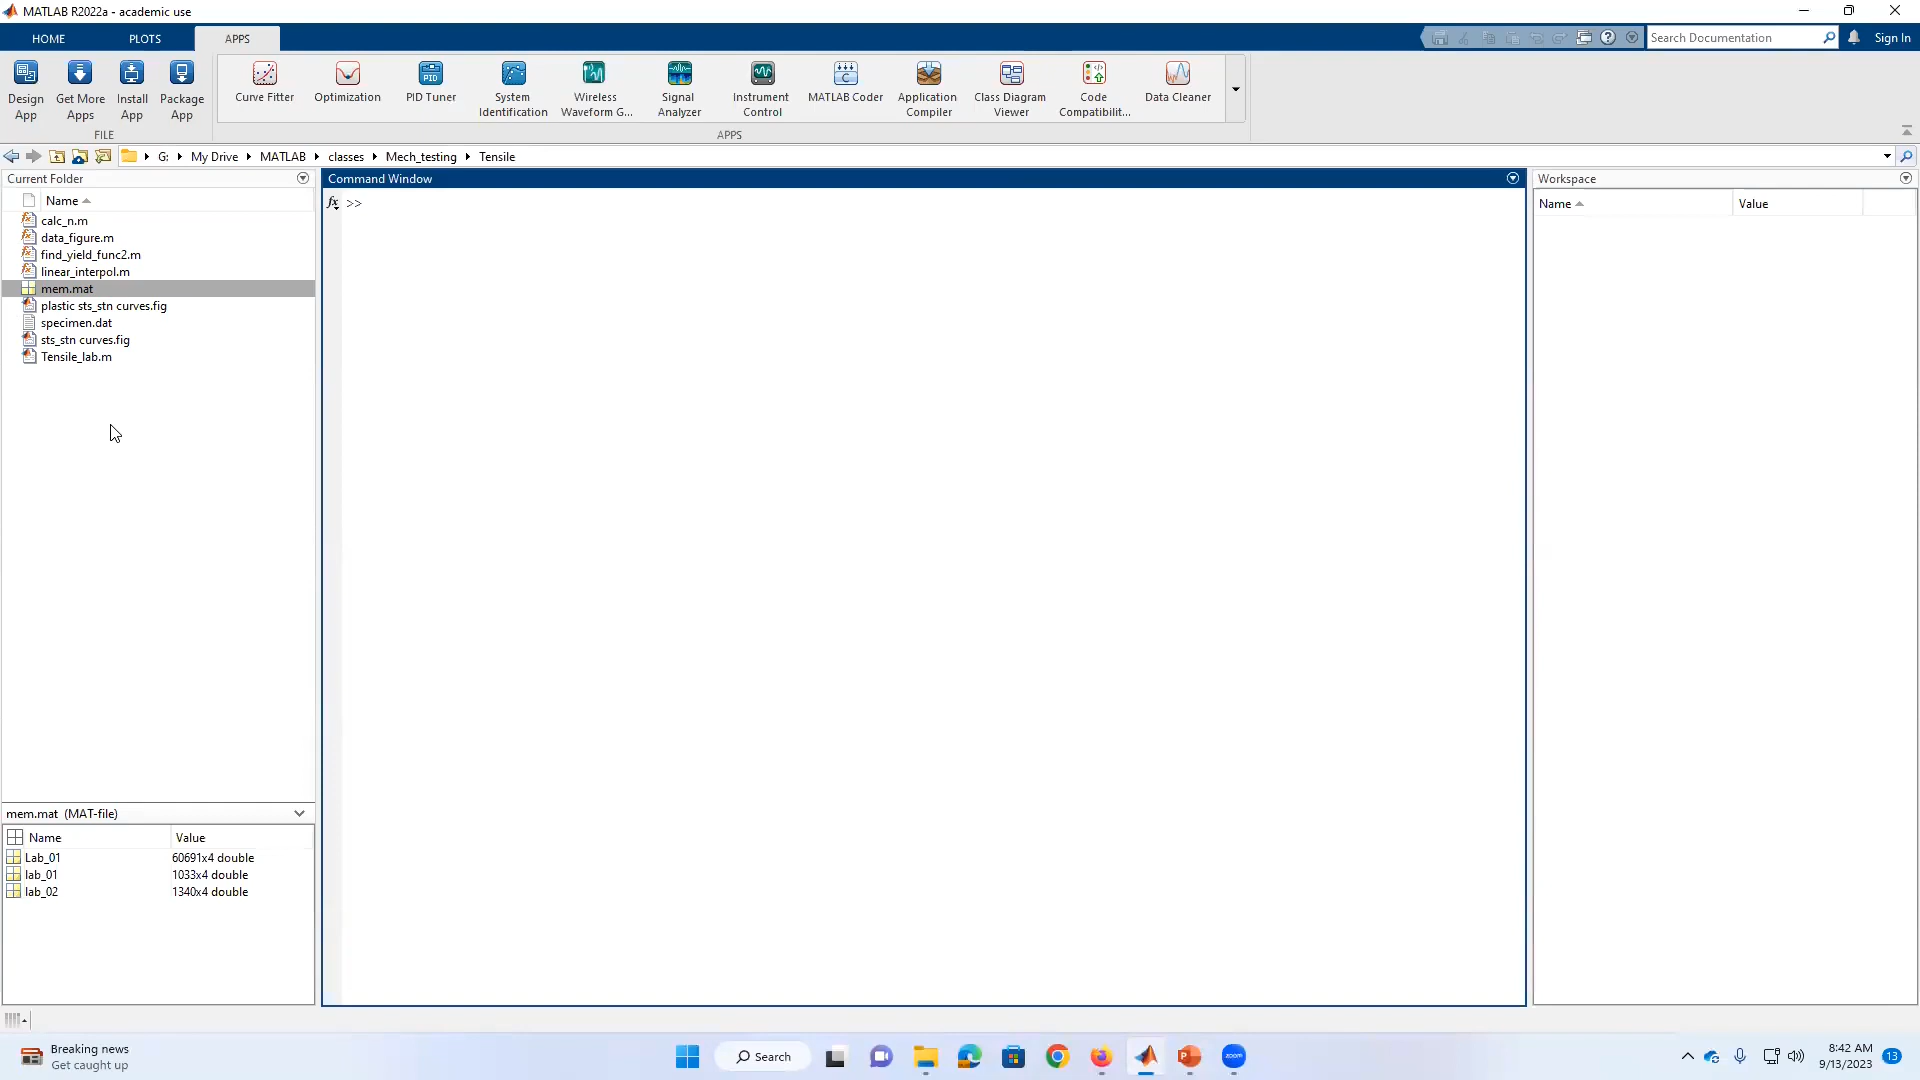 MATLAB R2022a - academic use
HOME PLOTS APPS
Search Documentation
Sign In
Design App
Get More Apps
Install App
Package App
FILE
Curve Fitter
Optimization
PID
PID Tuner
System Identification
Wireless Waveform G...
Signal Analyzer
Instrument Control
MATLAB Coder
Application Compiler
Class Diagram Viewer
Code Compatibilit...
Data Cleaner
APPS
G: My Drive MATLAB classes Mech_testing Tensile
Current Folder
Name
calc_n.m
data_figure.m
find_yield_func2.m
linear_interpol.m
mem.mat
plastic sts_stn curves.fig
specimen.dat
sts_stn curves.fig
Tensile_lab.m
mem.mat (MAT-file)
Name Value
Lab_01 60691x4 double
lab_01 1033x4 double
lab_02 1340x4 double
Command Window
fx >>
Workspace
Name Value
Breaking news
Get caught up
Search
zoom
8:42 AM
9/13/2023
13